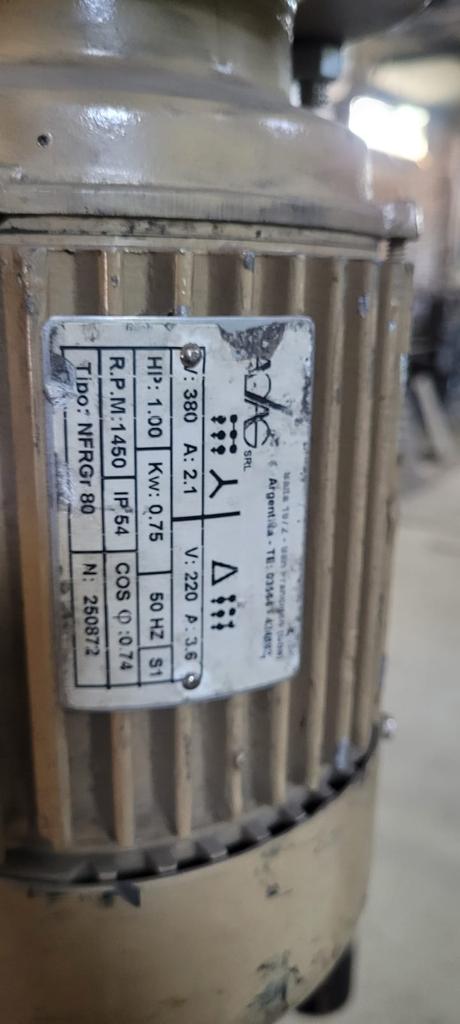 SRL
Argentina - TE:
V: 380 A: 2.1 V: 220 A: 3.6
HP: 1.00 Kw: 0.75 50 HZ S1
R.P.M: 1450 IP 54 COS φ: 0.74
Tipo: NFRGr 80 N: 250872